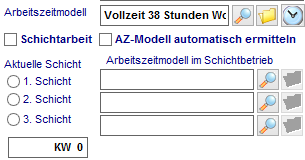 Arbeitszeitmodell Vollzeit 38 Stunden Wo
Schichtarbeit AZ-Modell automatisch ermitteln
Aktuelle Schicht Arbeitszeitmodell im Schichtbetrieb
1. Schicht
2. Schicht
3. Schicht
KW 0